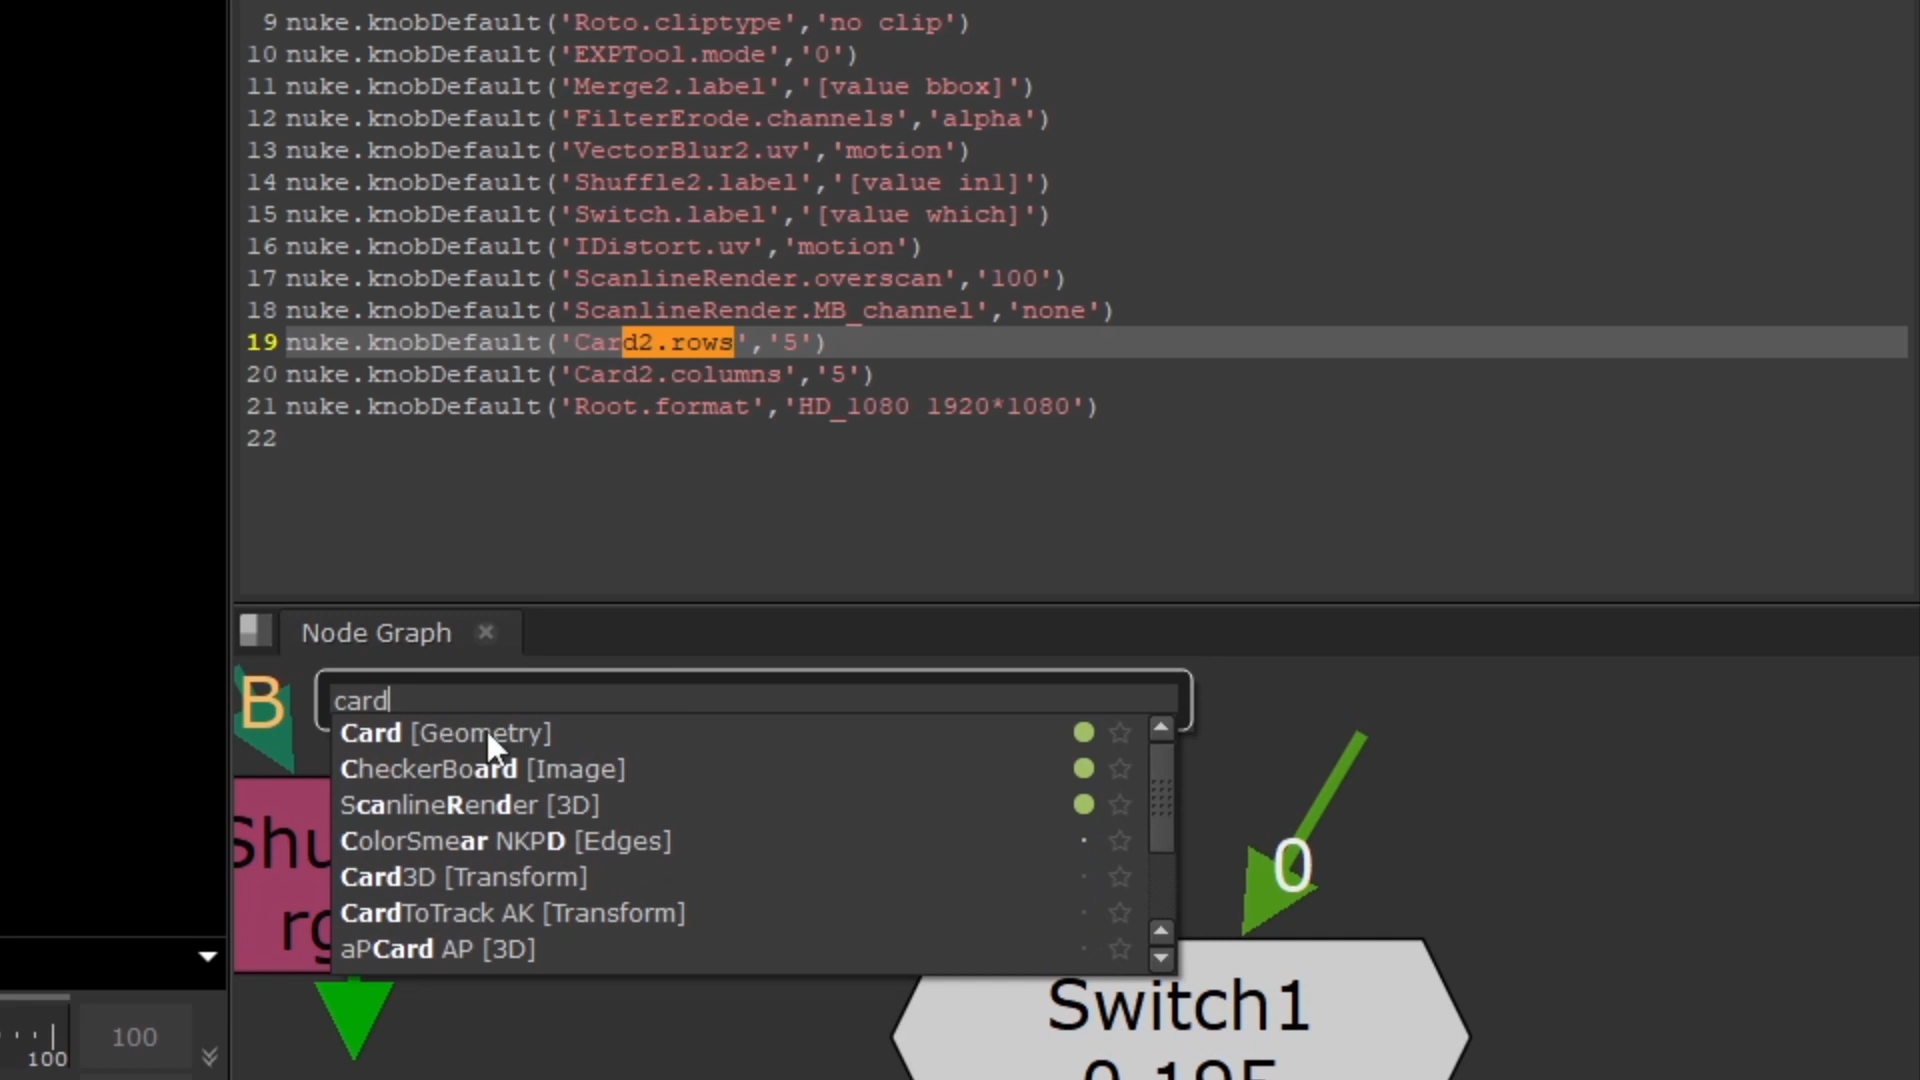 9 nuke.knobDefault('Roto.cliptype','no clip')
10 nuke.knobDefault('EXPTool.mode','0')
11 nuke.knobDefault('Merge2.label','[value bbox]')
12 nuke.knobDefault('FilterErode.channels','alpha')
13 nuke.knobDefault('VectorBlur2.uv','motion')
14 nuke.knobDefault('Shuffle2.label','[value in1]')
15 nuke.knobDefault('Switch.label','[value which]')
16 nuke.knobDefault('IDistort.uv','motion')
17 nuke.knobDefault('ScanlineRender.overscan','100')
18 nuke.knobDefault('ScanlineRender.MB_channel','none')
19 nuke.knobDefault('Card2.rows','5')
20 nuke.knobDefault('Card2.columns','5')
21 nuke.knobDefault('Root.format','HD_1080 1920*1080')
22
Node Graph
B
card
Card [Geometry]
CheckerBoard [Image]
ScanlineRender [3D]
ColorSmear NKPD [Edges]
Card3D [Transform]
CardToTrack AK [Transform]
aPCard AP [3D]
Shu
rg
0
Switch1
0.195
100
100